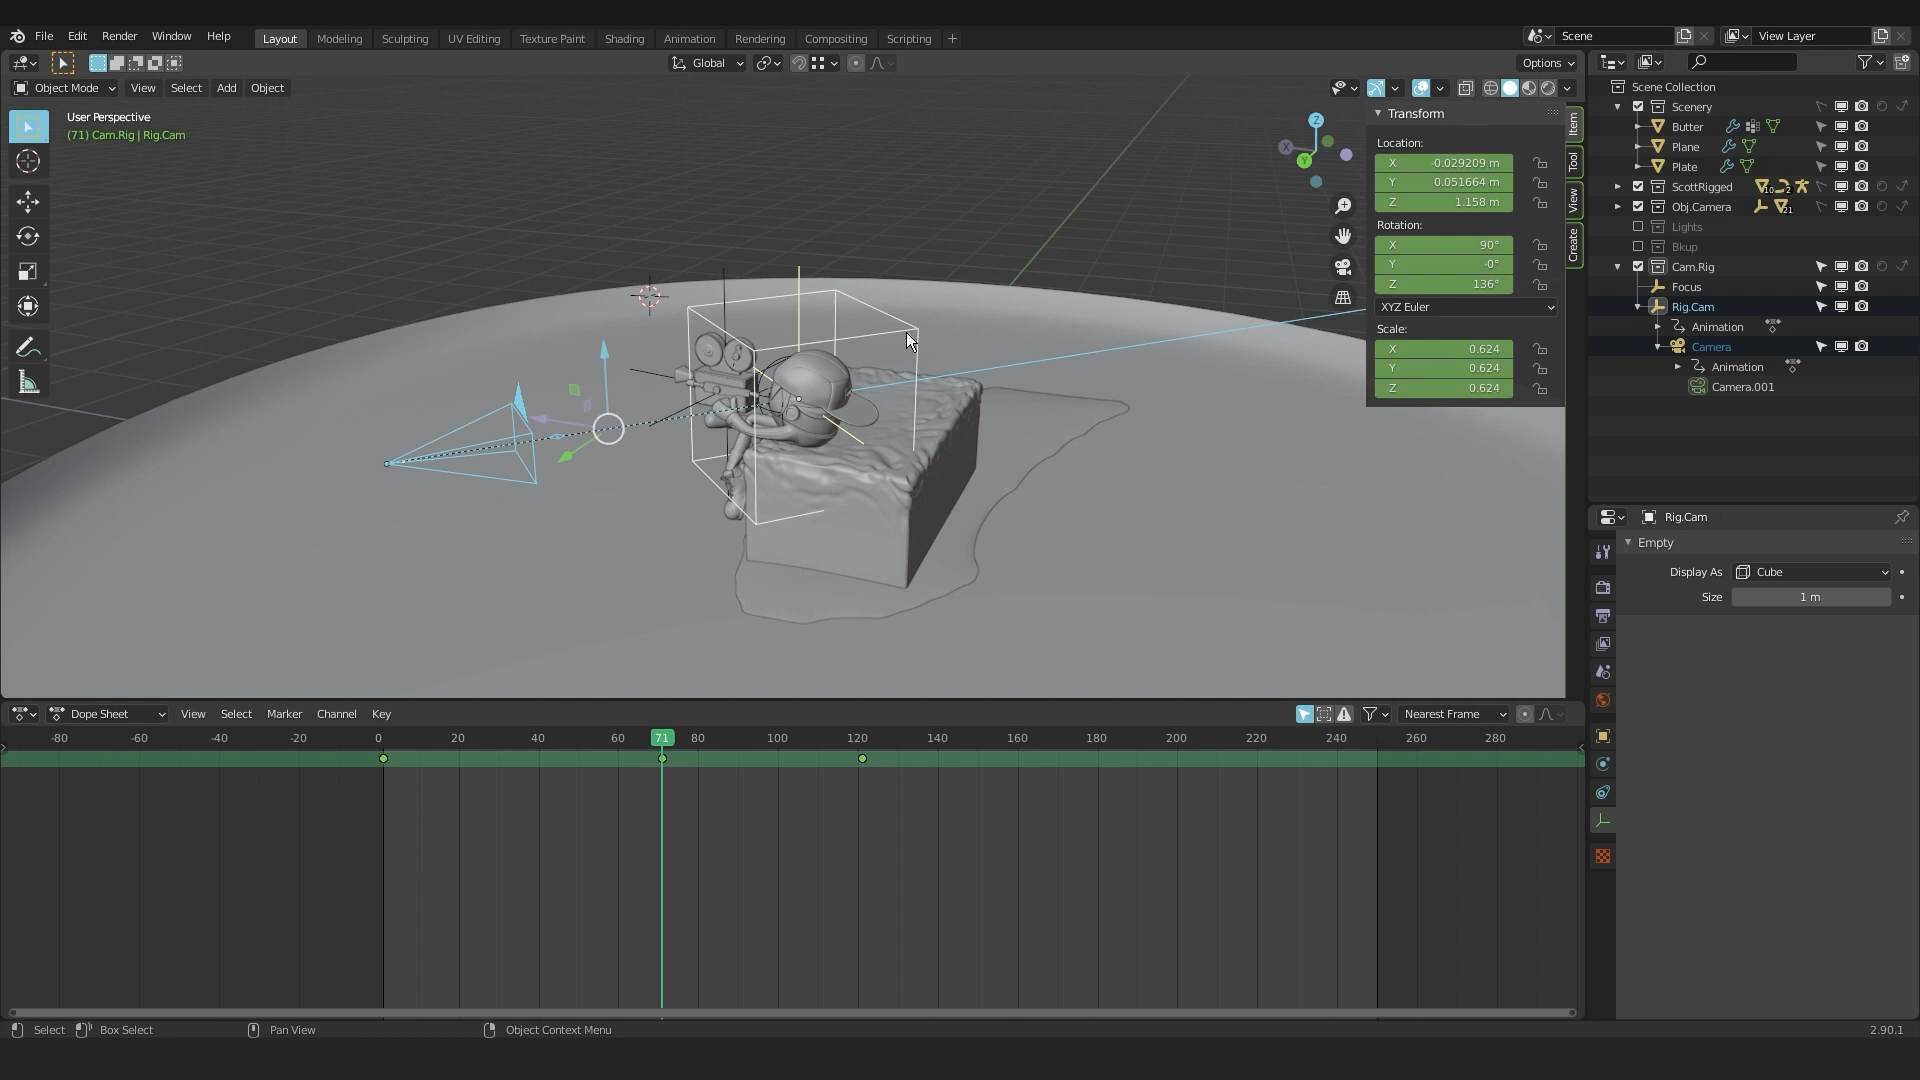 File Edit Render Window Help Layout Modeling Sculpting UV Editing Texture Paint Shading Animation Rendering Compositing Scripting + Scene View Layer
Global Options
Object Mode View Select Add Object
User Perspective
(71) Cam.Rig | Rig.Cam
Z
X
Y
Transform
Location:
X -0.029209 m
Y 0.051664 m
Z 1.158 m
Rotation:
X 90°
Y -0°
Z 136°
XYZ Euler
Scale:
X 0.624
Y 0.624
Z 0.624
Item
Tool
View
Create
Scene Collection
Scenery
Butter
Plane
Plate
ScottRigged 10 2
Obj.Camera 21
Lights
Bkup
Cam.Rig
Focus
Rig.Cam
Animation
Camera
Animation
Camera.001
Rig.Cam
Empty
Display As Cube
Size 1 m
Dope Sheet View Select Marker Channel Key Nearest Frame
-80 -60 -40 -20 0 20 40 60 71 80 100 120 140 160 180 200 220 240 260 280
Select Box Select Pan View Object Context Menu 2.90.1